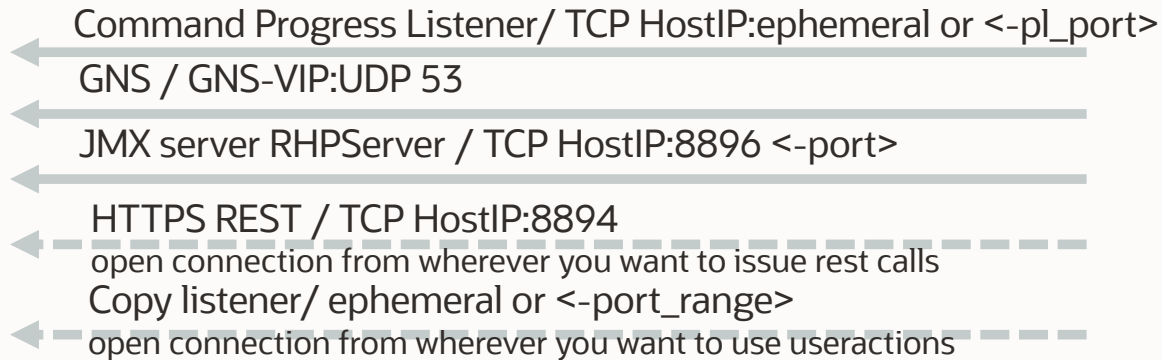 Command Progress Listener/ TCP HostIP:ephemeral or <-pl_port>
GNS / GNS-VIP:UDP 53
JMX server RHPServer / TCP HostIP:8896 <-port>
HTTPS REST / TCP HostIP:8894
open connection from wherever you want to issue rest calls
Copy listener/ ephemeral or <-port_range>
open connection from wherever you want to use useractions